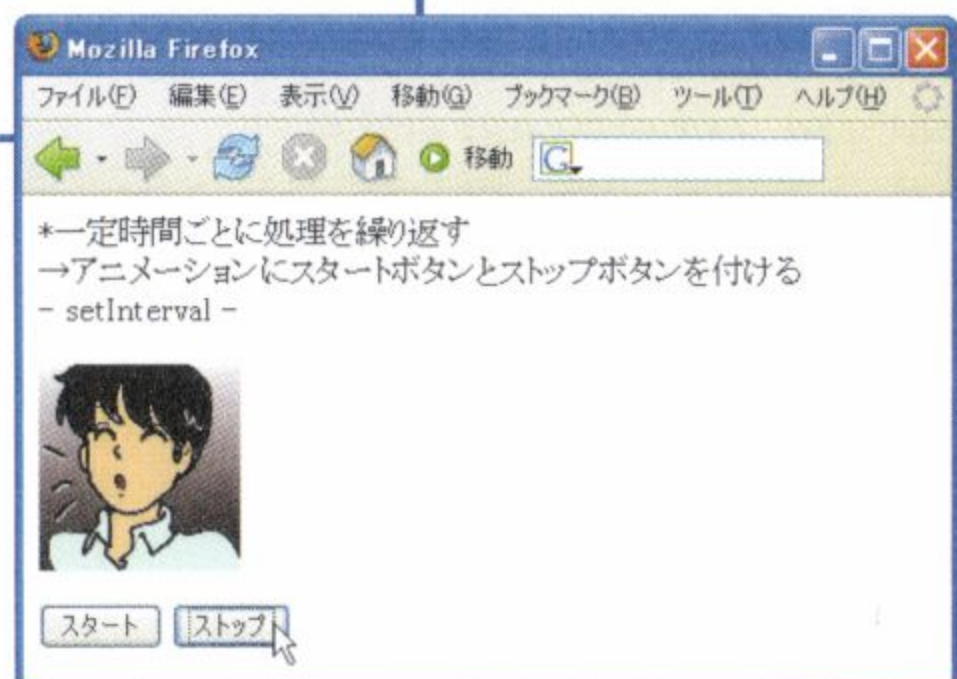 Mozilla Firefox
ファイル(F) 編集(E) 表示(V) 移動(G) ブックマーク(B) ツール(T) ヘルプ(H)
移動 G
*一定時間ごとに処理を繰り返す
→アニメーションにスタートボタンとストップボタンを付ける
- setInterval -
スタート ストップ